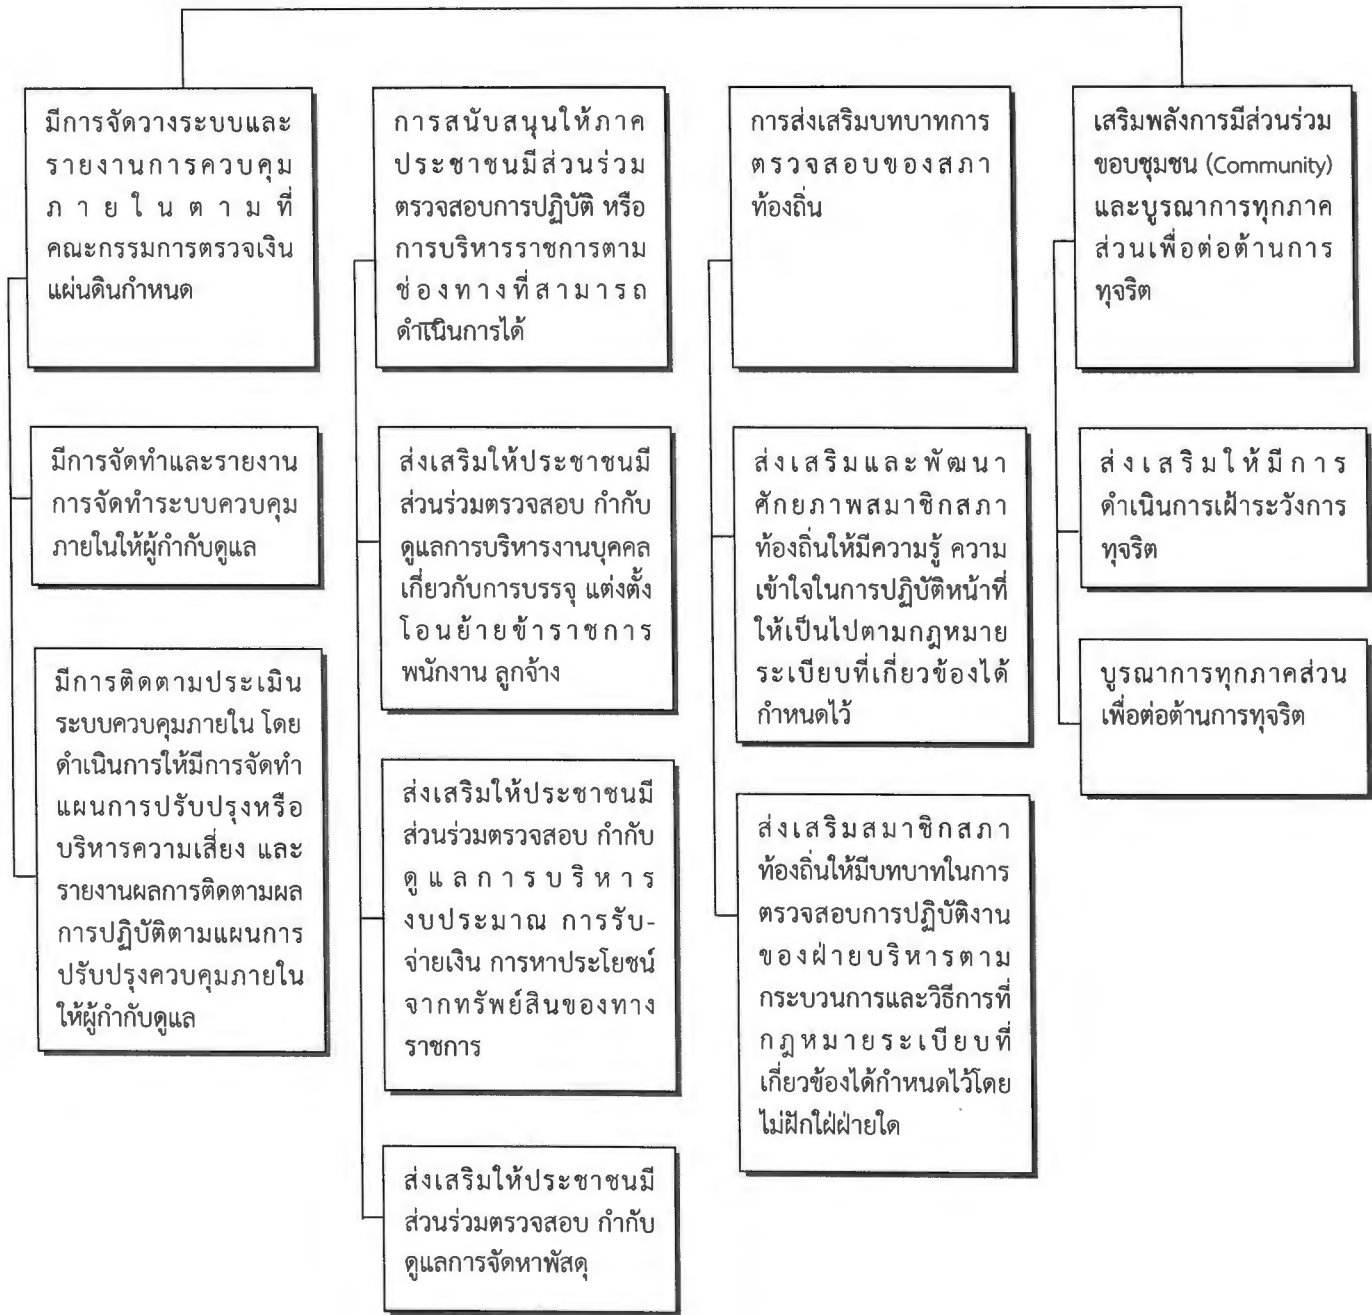 มีการจัดวางระบบและ
รายงานการควบคุม
ภายในตามที่
คณะกรรมการตรวจเงิน
แผ่นดินกำหนด
มีการจัดทำและรายงาน
การจัดทำระบบควบคุม
ภายในให้ผู้กำกับดูแล
มีการติดตามประเมิน
ระบบควบคุมภายใน โดย
ดำเนินการให้มีการจัดทำ
แผนการปรับปรุงหรือ
บริหารความเสี่ยง และ
รายงานผลการติดตามผล
การปฏิบัติตามแผนการ
ปรับปรุงควบคุมภายใน
ให้ผู้กำกับดูแล
การสนับสนุนให้ภาค
ประชาชนมีส่วนร่วม
ตรวจสอบการปฏิบัติ หรือ
การบริหารราชการตาม
ช่องทางที่สามารถ
ดำเนินการได้
ส่งเสริมให้ประชาชนมี
ส่วนร่วมตรวจสอบ กำกับ
ดูแลการบริหารงานบุคคล
เกี่ยวกับการบรรจุ แต่งตั้ง
โอนย้ายข้าราชการ
พนักงาน ลูกจ้าง
ส่งเสริมให้ประชาชนมี
ส่วนร่วมตรวจสอบ กำกับ
ดูแลการบริหาร
งบประมาณ การรับ-
จ่ายเงิน การหาประโยชน์
จากทรัพย์สินของทาง
ราชการ
ส่งเสริมให้ประชาชนมี
ส่วนร่วมตรวจสอบ กำกับ
ดูแลการจัดหาพัสดุ
การส่งเสริมบทบาทการ
ตรวจสอบของสภา
ท้องถิ่น
ส่งเสริมและพัฒนา
ศักยภาพสมาชิกสภา
ท้องถิ่นให้มีความรู้ ความ
เข้าใจในการปฏิบัติหน้าที่
ให้เป็นไปตามกฎหมาย
ระเบียบที่เกี่ยวข้องได้
กำหนดไว้
ส่งเสริมสมาชิกสภา
ท้องถิ่นให้มีบทบาทในการ
ตรวจสอบการปฏิบัติงาน
ของฝ่ายบริหารตาม
กระบวนการและวิธีการที่
กฎหมายระเบียบที่
เกี่ยวข้องได้กำหนดไว้โดย
ไม่ฝักใฝ่ฝ่ายใด
เสริมพลังการมีส่วนร่วม
ขอบชุมชน (Community)
และบูรณาการทุกภาค
ส่วนเพื่อต่อต้านการ
ทุจริต
ส่งเสริมให้มีการ
ดำเนินการเฝ้าระวังการ
ทุจริต
บูรณาการทุกภาคส่วน
เพื่อต่อต้านการทุจริต